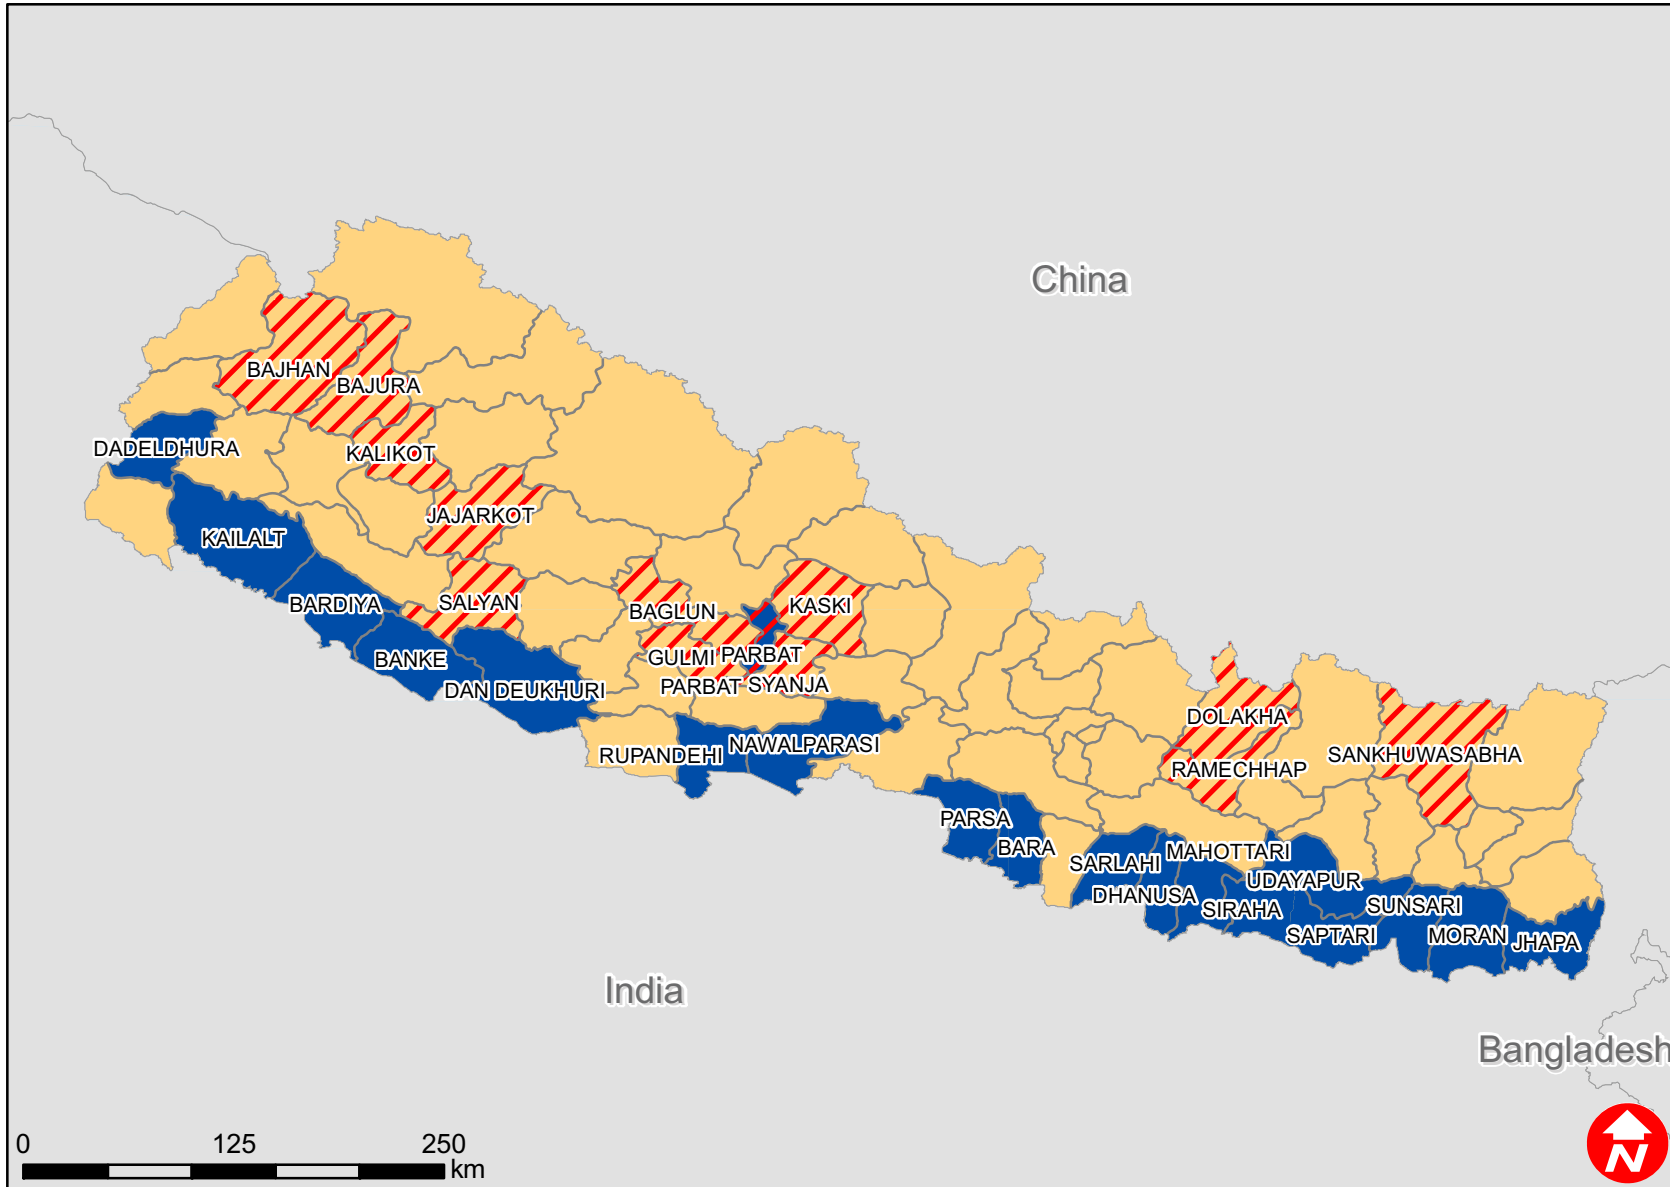 China
BAJHAN
BAJURA
DADELDHURA
KALIKOT
JAJARKOT
KAILALT
BARDIYA
SALYAN
BAGLUN
KASKI
BANKE
GULMI
PARBAT
DAN DEUKHURI
PARBAT
SYANJA
DOLAKHA
RUPANDEHI
NAWALPARASI
RAMECHHAP
SANKHUWASABHA
PARSA
BARA
SARLAHI
MAHOTTARI
DHANUSA
UDAYAPUR
SIRAHA
SUNSARI
SAPTARI
MORAN
JHAPA
India
Bangladesh
0 125 250
km
N